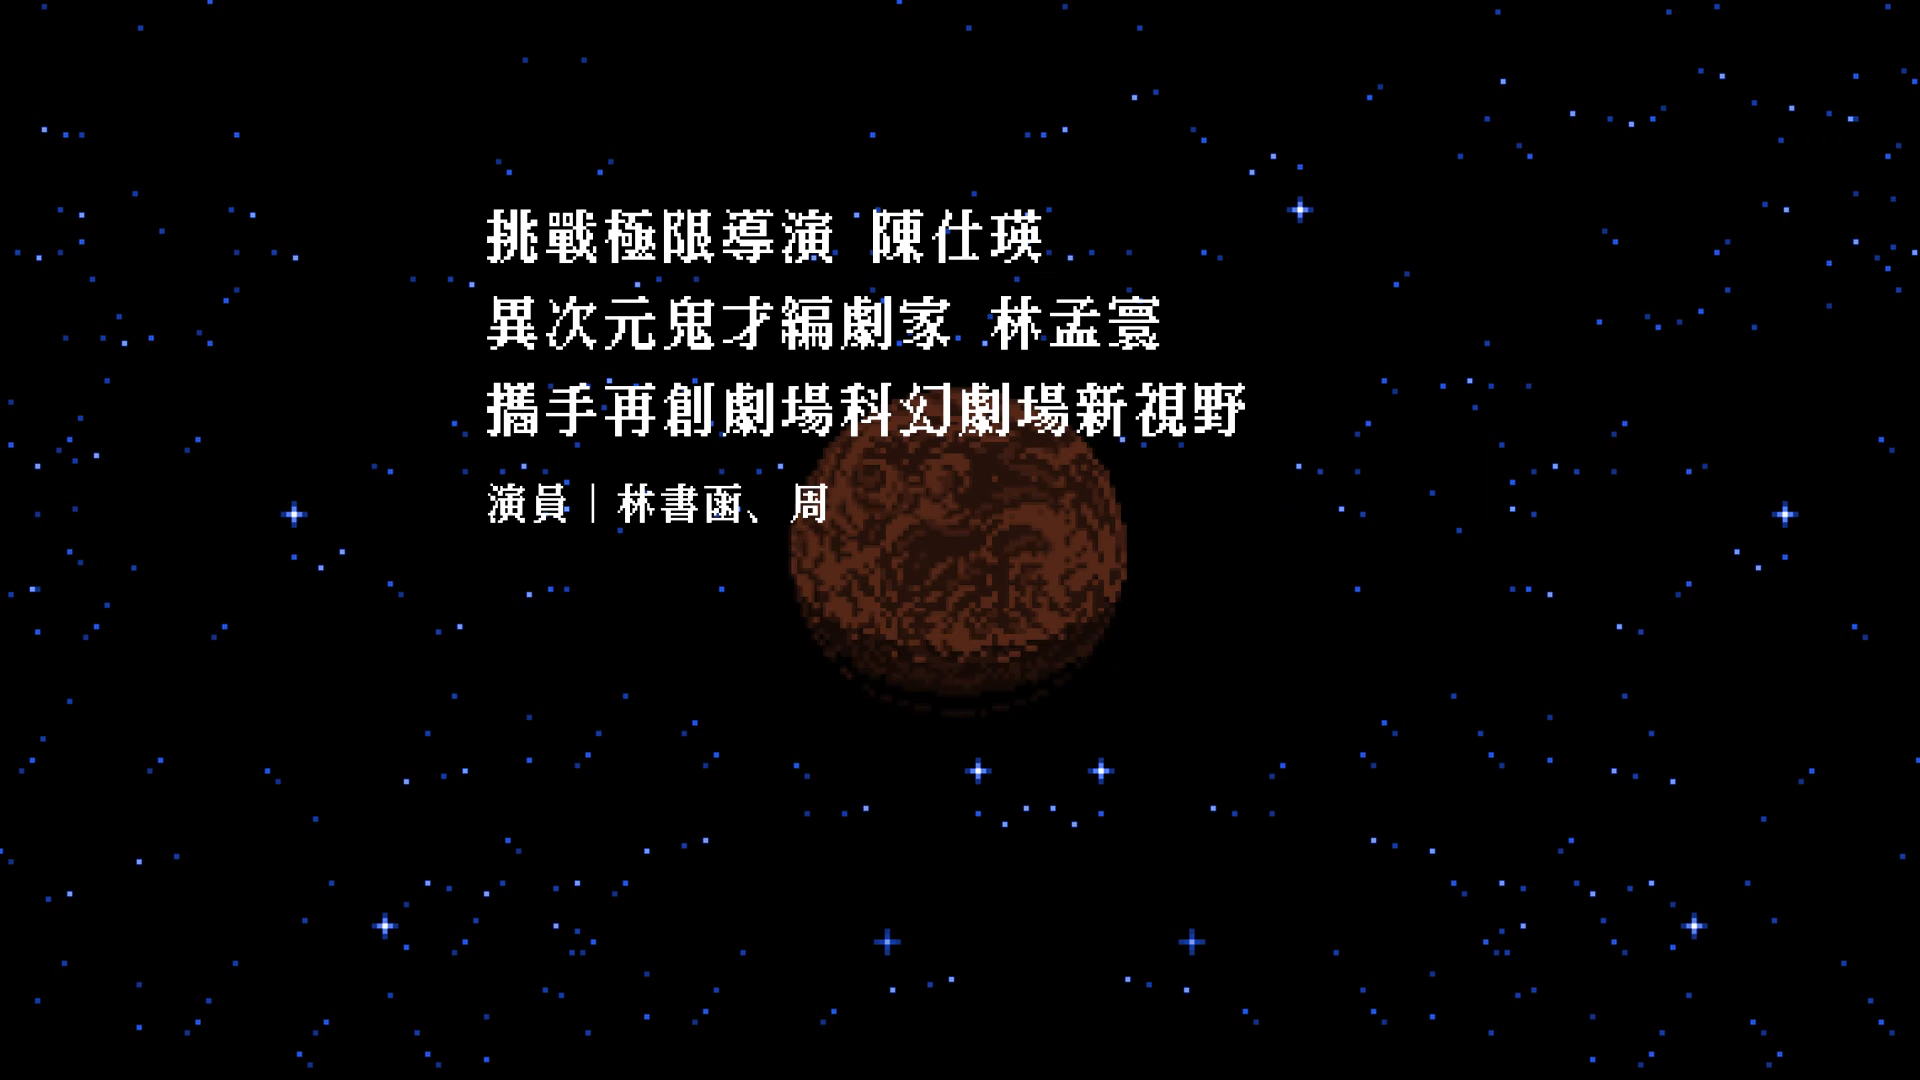 挑戰極限導演 陳仕瑛
異次元鬼才編劇家 林孟寰
攜手再創劇場科幻劇場新視野
演員｜林書函、周